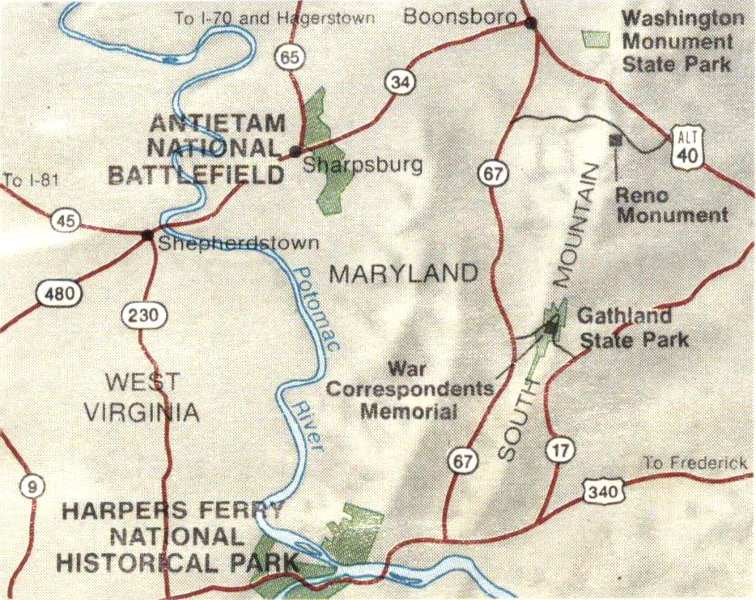 To I-70 and Hagerstown
Boonsboro
Washington
Monument
State Park
65
34
ANTIETAM
NATIONAL
BATTLEFIELD
Sharpsburg
ALT
40
To I-81
67
Reno
Monument
45
Shepherdstown
MARYLAND
SOUTH MOUNTAIN
480
230
Potomac
River
Gathland
State Park
War
Correspondents
Memorial
WEST
VIRGINIA
9
67
17
To Frederick
340
HARPERS FERRY
NATIONAL
HISTORICAL PARK